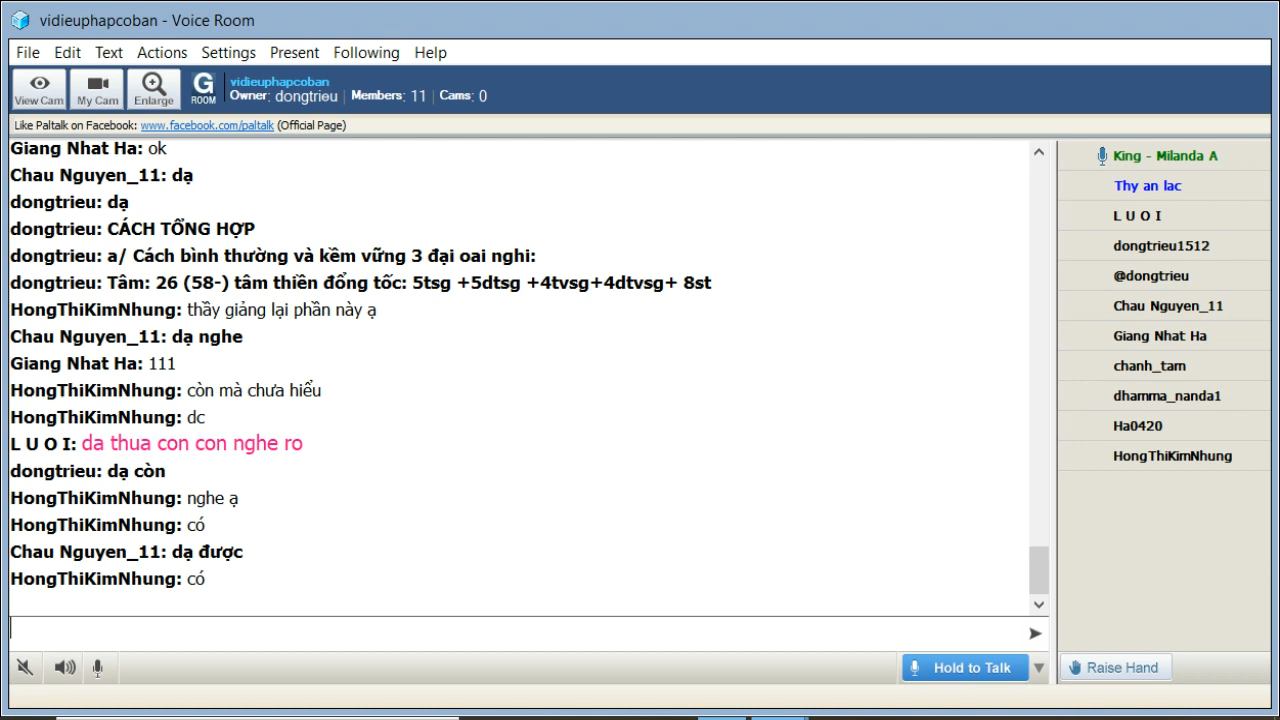 vidieuphapcoban - Voice Room
File Edit Text Actions Settings Present Following Help
View Cam
My Cam
Enlarge
G ROOM
vidieuphapcoban
Owner: dongtrieu | Members: 11 | Cams: 0
Like Paltalk on Facebook: www.facebook.com/paltalk (Official Page)
Giang Nhat Ha: ok
Chau Nguyen_11: dạ
dongtrieu: dạ
dongtrieu: CÁCH TỔNG HỢP
dongtrieu: a/ Cách bình thường và kềm vững 3 đại oai nghi:
dongtrieu: Tâm: 26 (58-) tâm thiền đổng tốc: 5tsg +5dtsg +4tvsg+4dtvsg+ 8st
HongThiKimNhung: thầy giảng lại phần này ạ
Chau Nguyen_11: dạ nghe
Giang Nhat Ha: 111
HongThiKimNhung: còn mà chưa hiểu
HongThiKimNhung: dc
L U O I: da thua con con nghe ro
dongtrieu: dạ còn
HongThiKimNhung: nghe ạ
HongThiKimNhung: có
Chau Nguyen_11: dạ được
HongThiKimNhung: có
King - Milanda A
Thy an lac
L U O I
dongtrieu1512
@dongtrieu
Chau Nguyen_11
Giang Nhat Ha
chanh_tam
dhamma_nanda1
Ha0420
HongThiKimNhung
Hold to Talk
Raise Hand